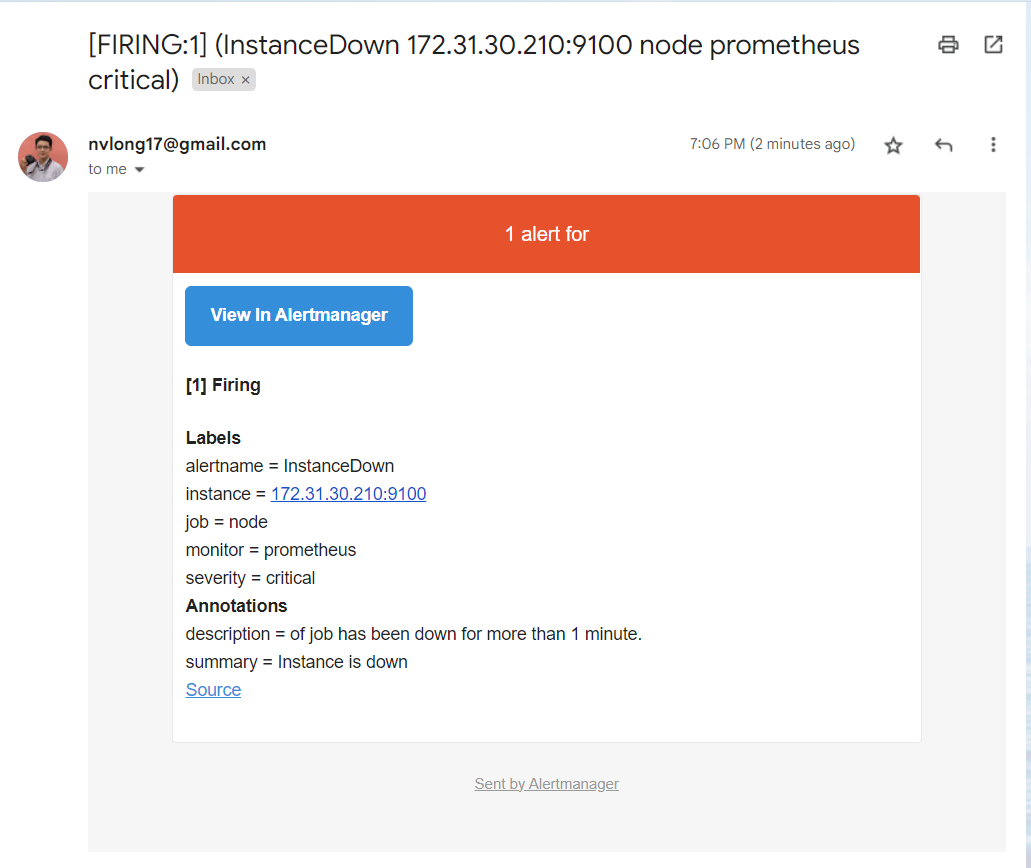 [FIRING:1] (InstanceDown 172.31.30.210:9100 node prometheus
critical) Inbox ×
nvlong17@gmail.com 7:06 PM (2 minutes ago)
to me
1 alert for
View In Alertmanager
[1] Firing
Labels
alertname = InstanceDown
instance = 172.31.30.210:9100
job = node
monitor = prometheus
severity = critical
Annotations
description = of job has been down for more than 1 minute.
summary = Instance is down
Source
Sent by Alertmanager